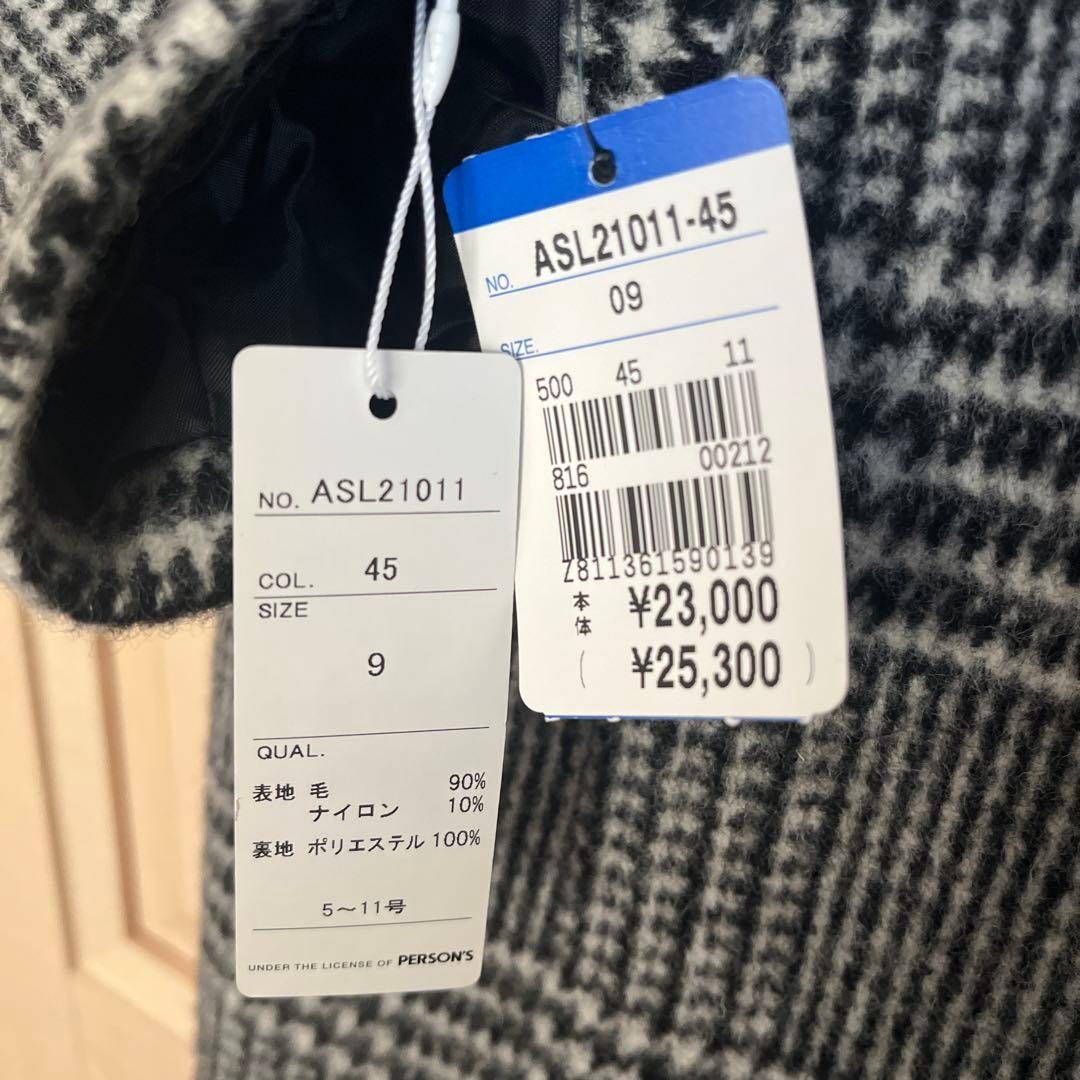 NO. ASL21011-45
09
SIZE.
500 45 11
816 00212
Z811361590139
本体 ¥23,000
( ¥25,300 )
NO. ASL21011
COL. 45
SIZE
9
QUAL.
表地 毛 90%
ナイロン 10%
裏地 ポリエステル 100%
5～11号
UNDER THE LICENSE OF PERSON'S